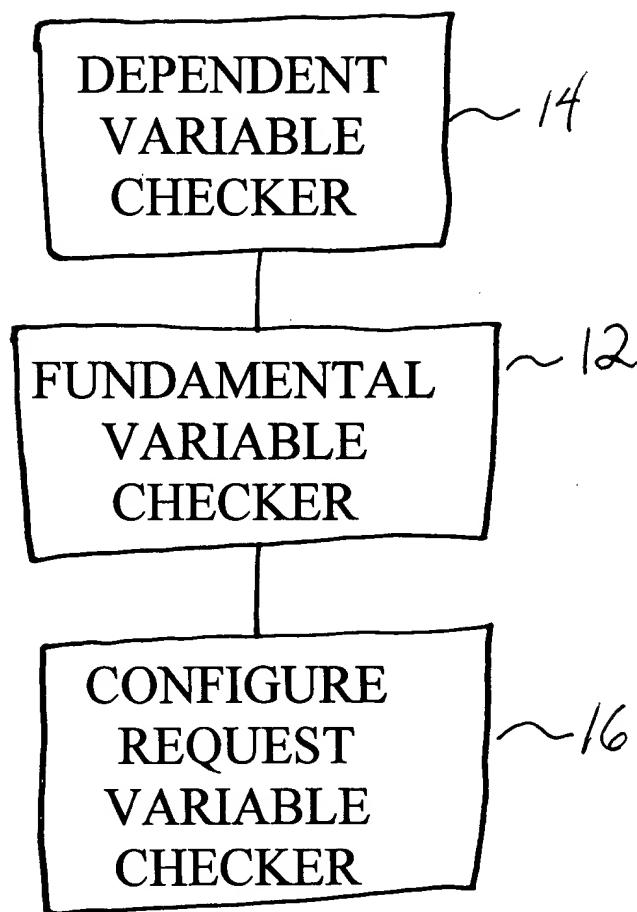 DEPENDENT
VARIABLE
CHECKER
14
FUNDAMENTAL
VARIABLE
CHECKER
12
CONFIGURE
REQUEST
VARIABLE
CHECKER
16